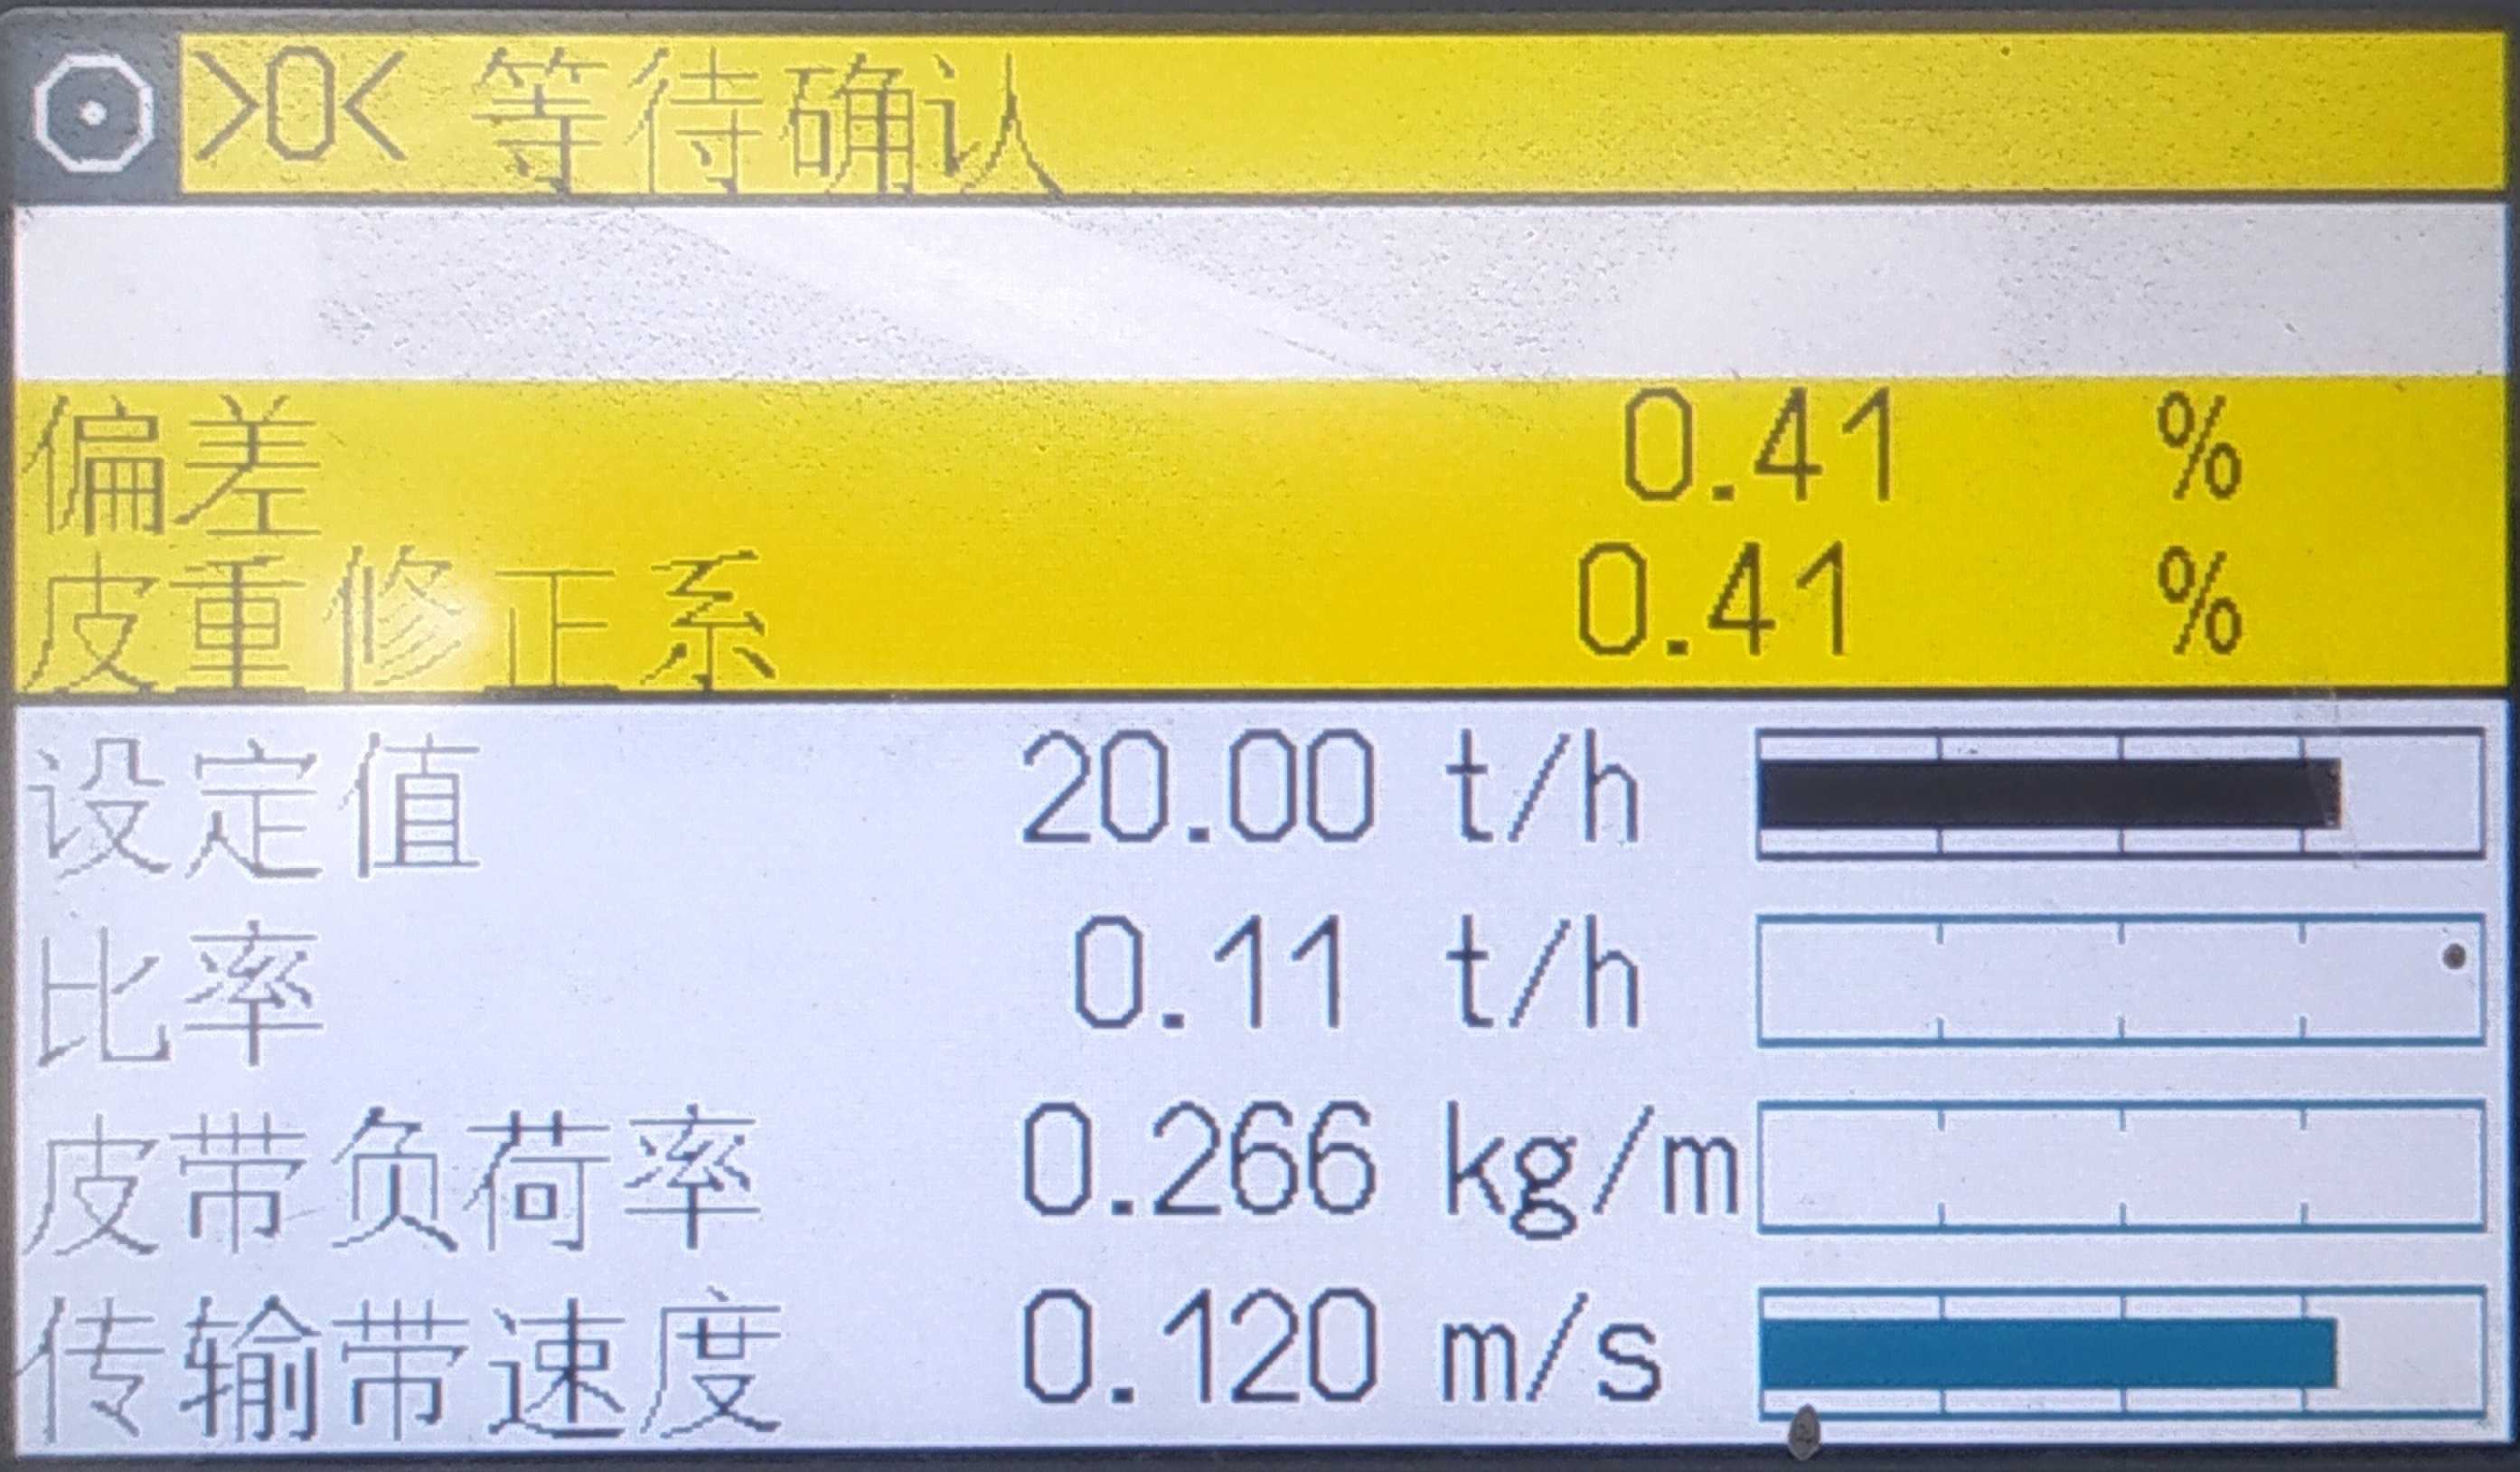 >0< 等待确认
偏差 0.41 %
皮重修正系 0.41 %
设定值 20.00 t/h
比率 0.11 t/h
皮带负荷率 0.266 kg/m
传输带速度 0.120 m/s